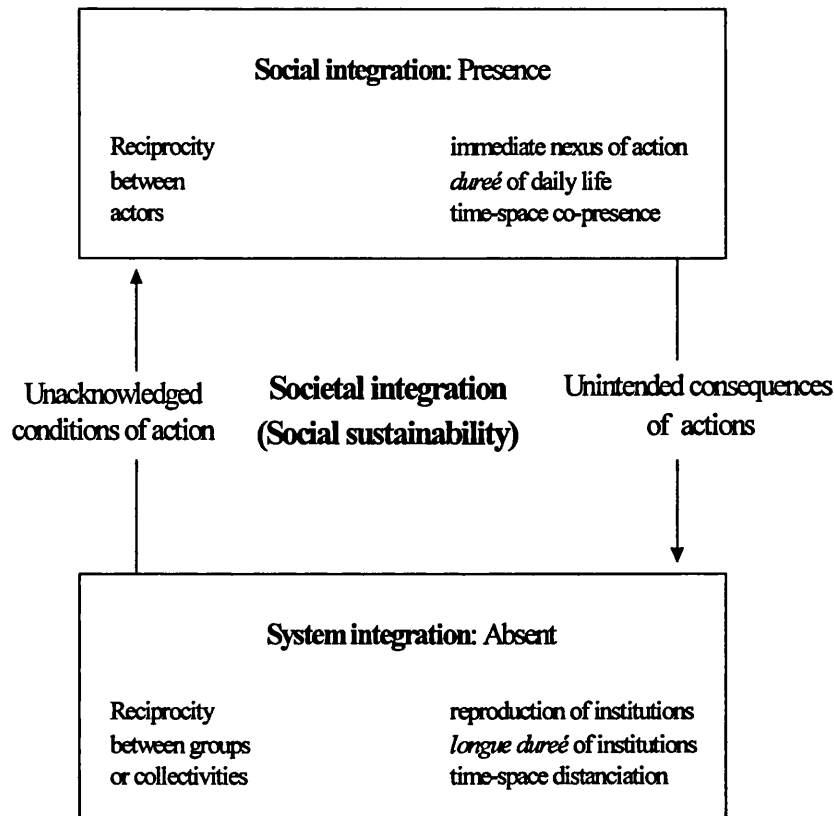 Social integration: Presence
Reciprocity
between
actors
immediate nexus of action
dureé of daily life
time-space co-presence
Unacknowledged
conditions of action
Societal integration
(Social sustainability)
Unintended consequences
of actions
System integration: Absent
Reciprocity
between groups
or collectivities
reproduction of institutions
longue dureé of institutions
time-space distanciation